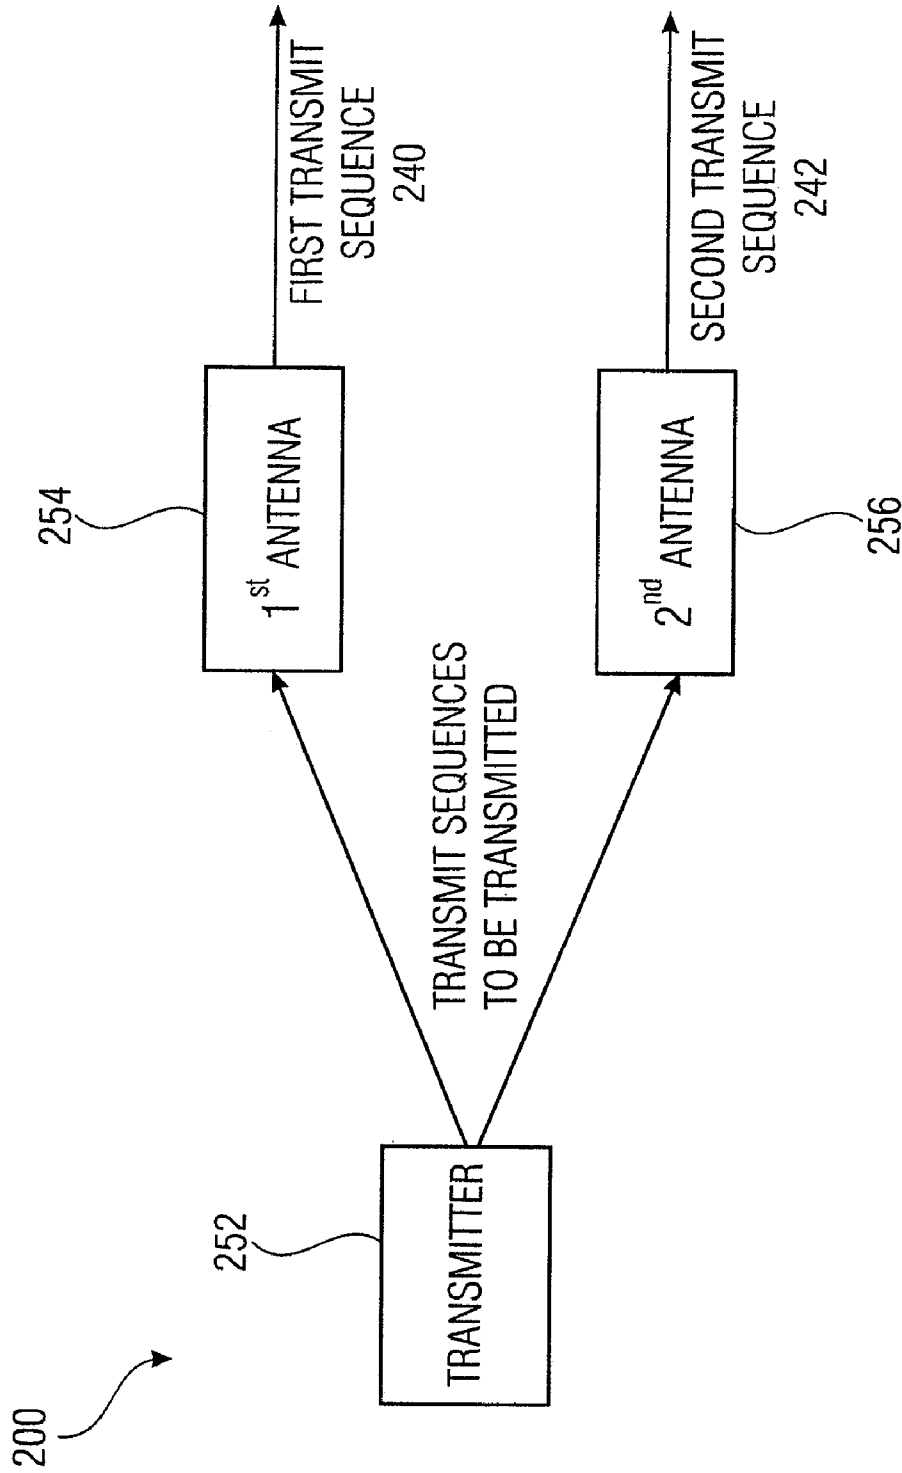 200
252
TRANSMITTER
TRANSMIT SEQUENCES
TO BE TRANSMITTED
254
1st ANTENNA
FIRST TRANSMIT
SEQUENCE
240
2nd ANTENNA
256
SECOND TRANSMIT
SEQUENCE
242